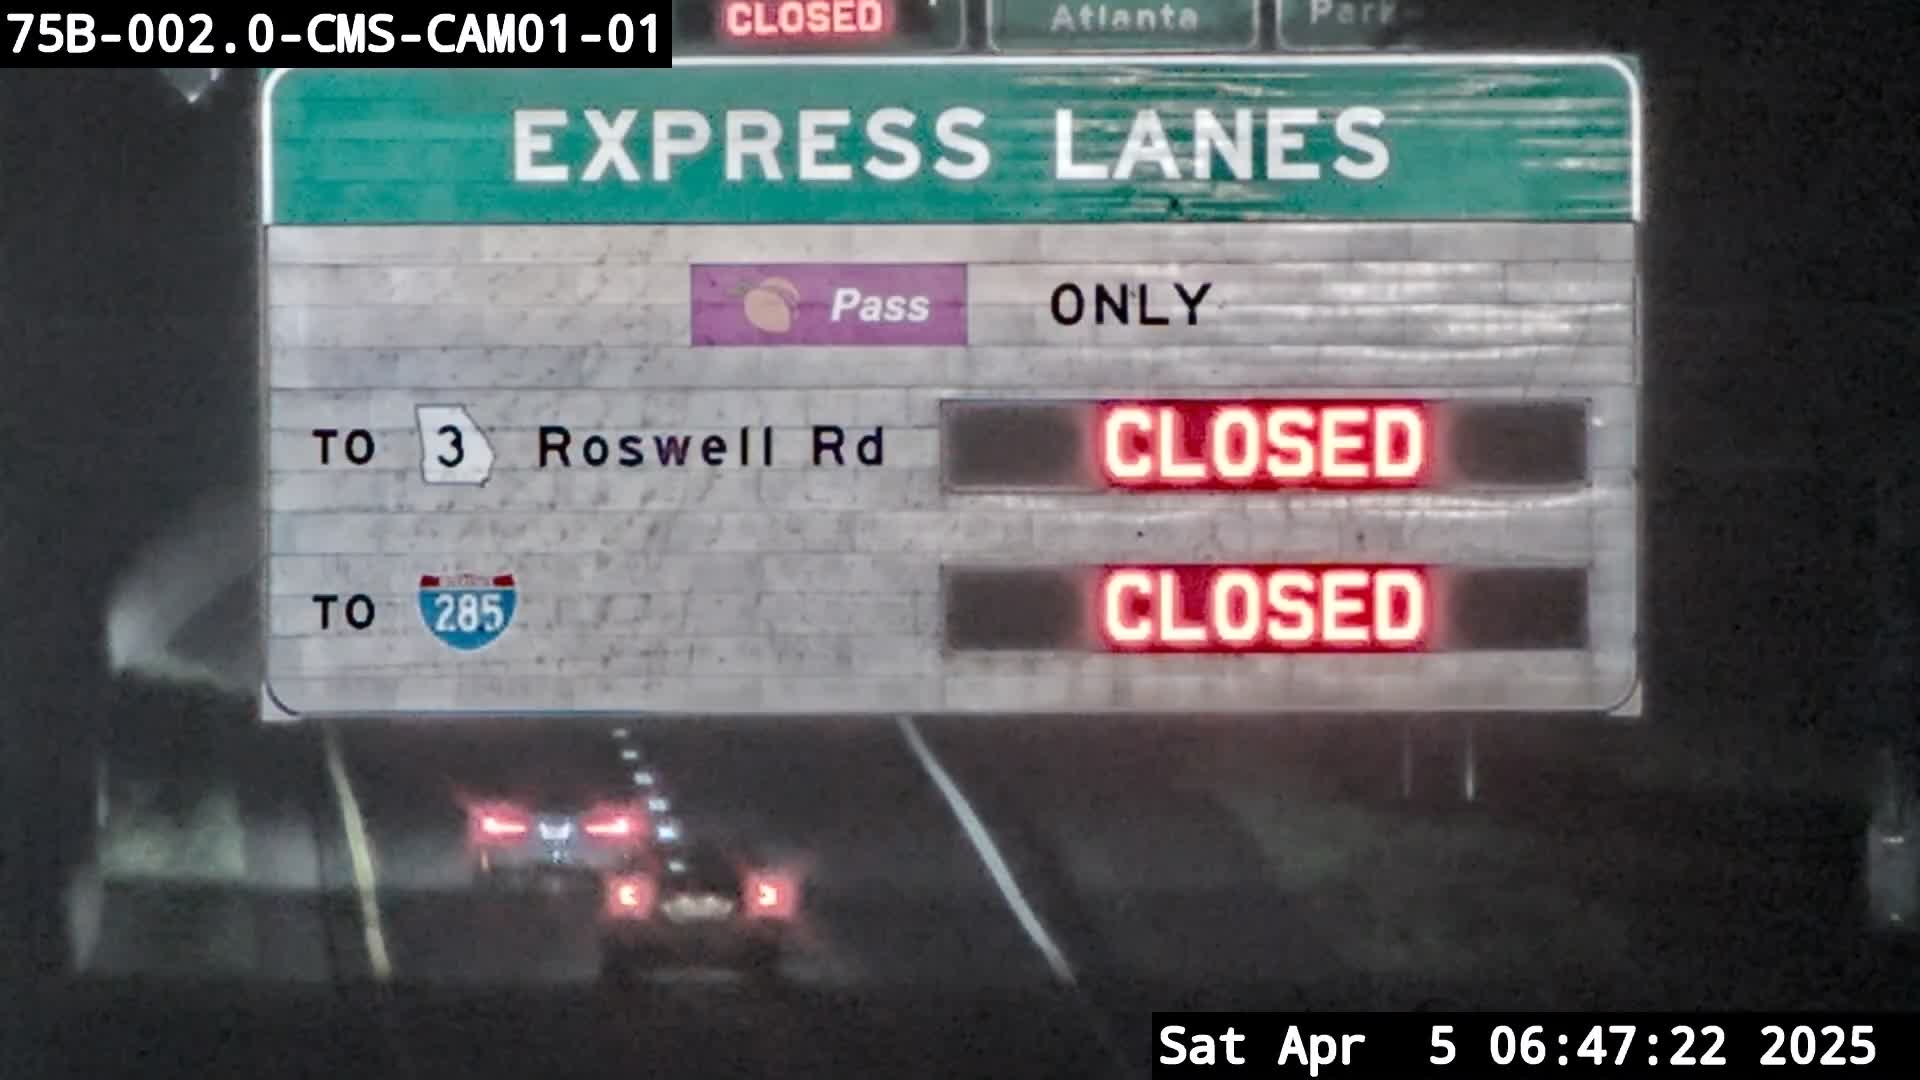 75B-002.0-CMS-CAM01-01
CLOSED
Atlanta
Park
EXPRESS LANES
Pass ONLY
TO 3 Roswell Rd CLOSED
TO 285 CLOSED
Sat Apr 5 06:47:22 2025